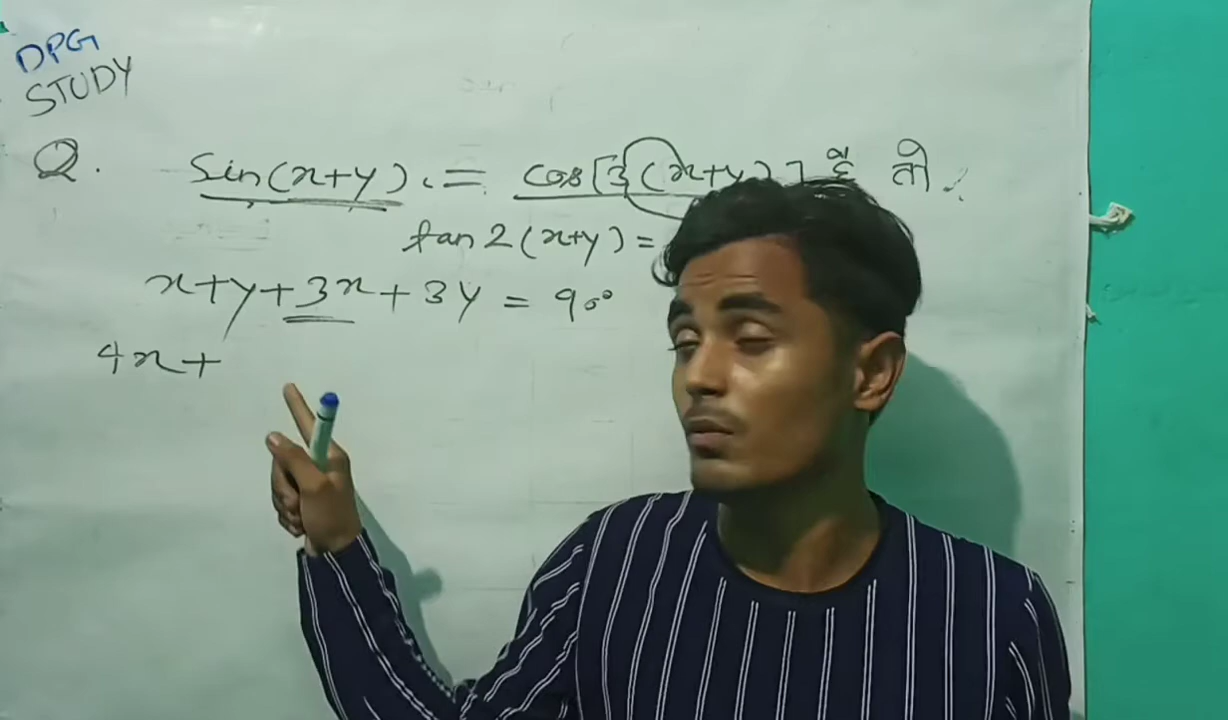 DPG
STUDY
Q. Sin(x+y) = cos[3(x+y)] है तो
tan 2(x+y) =
x+y+3x+3y = 90°
4x+